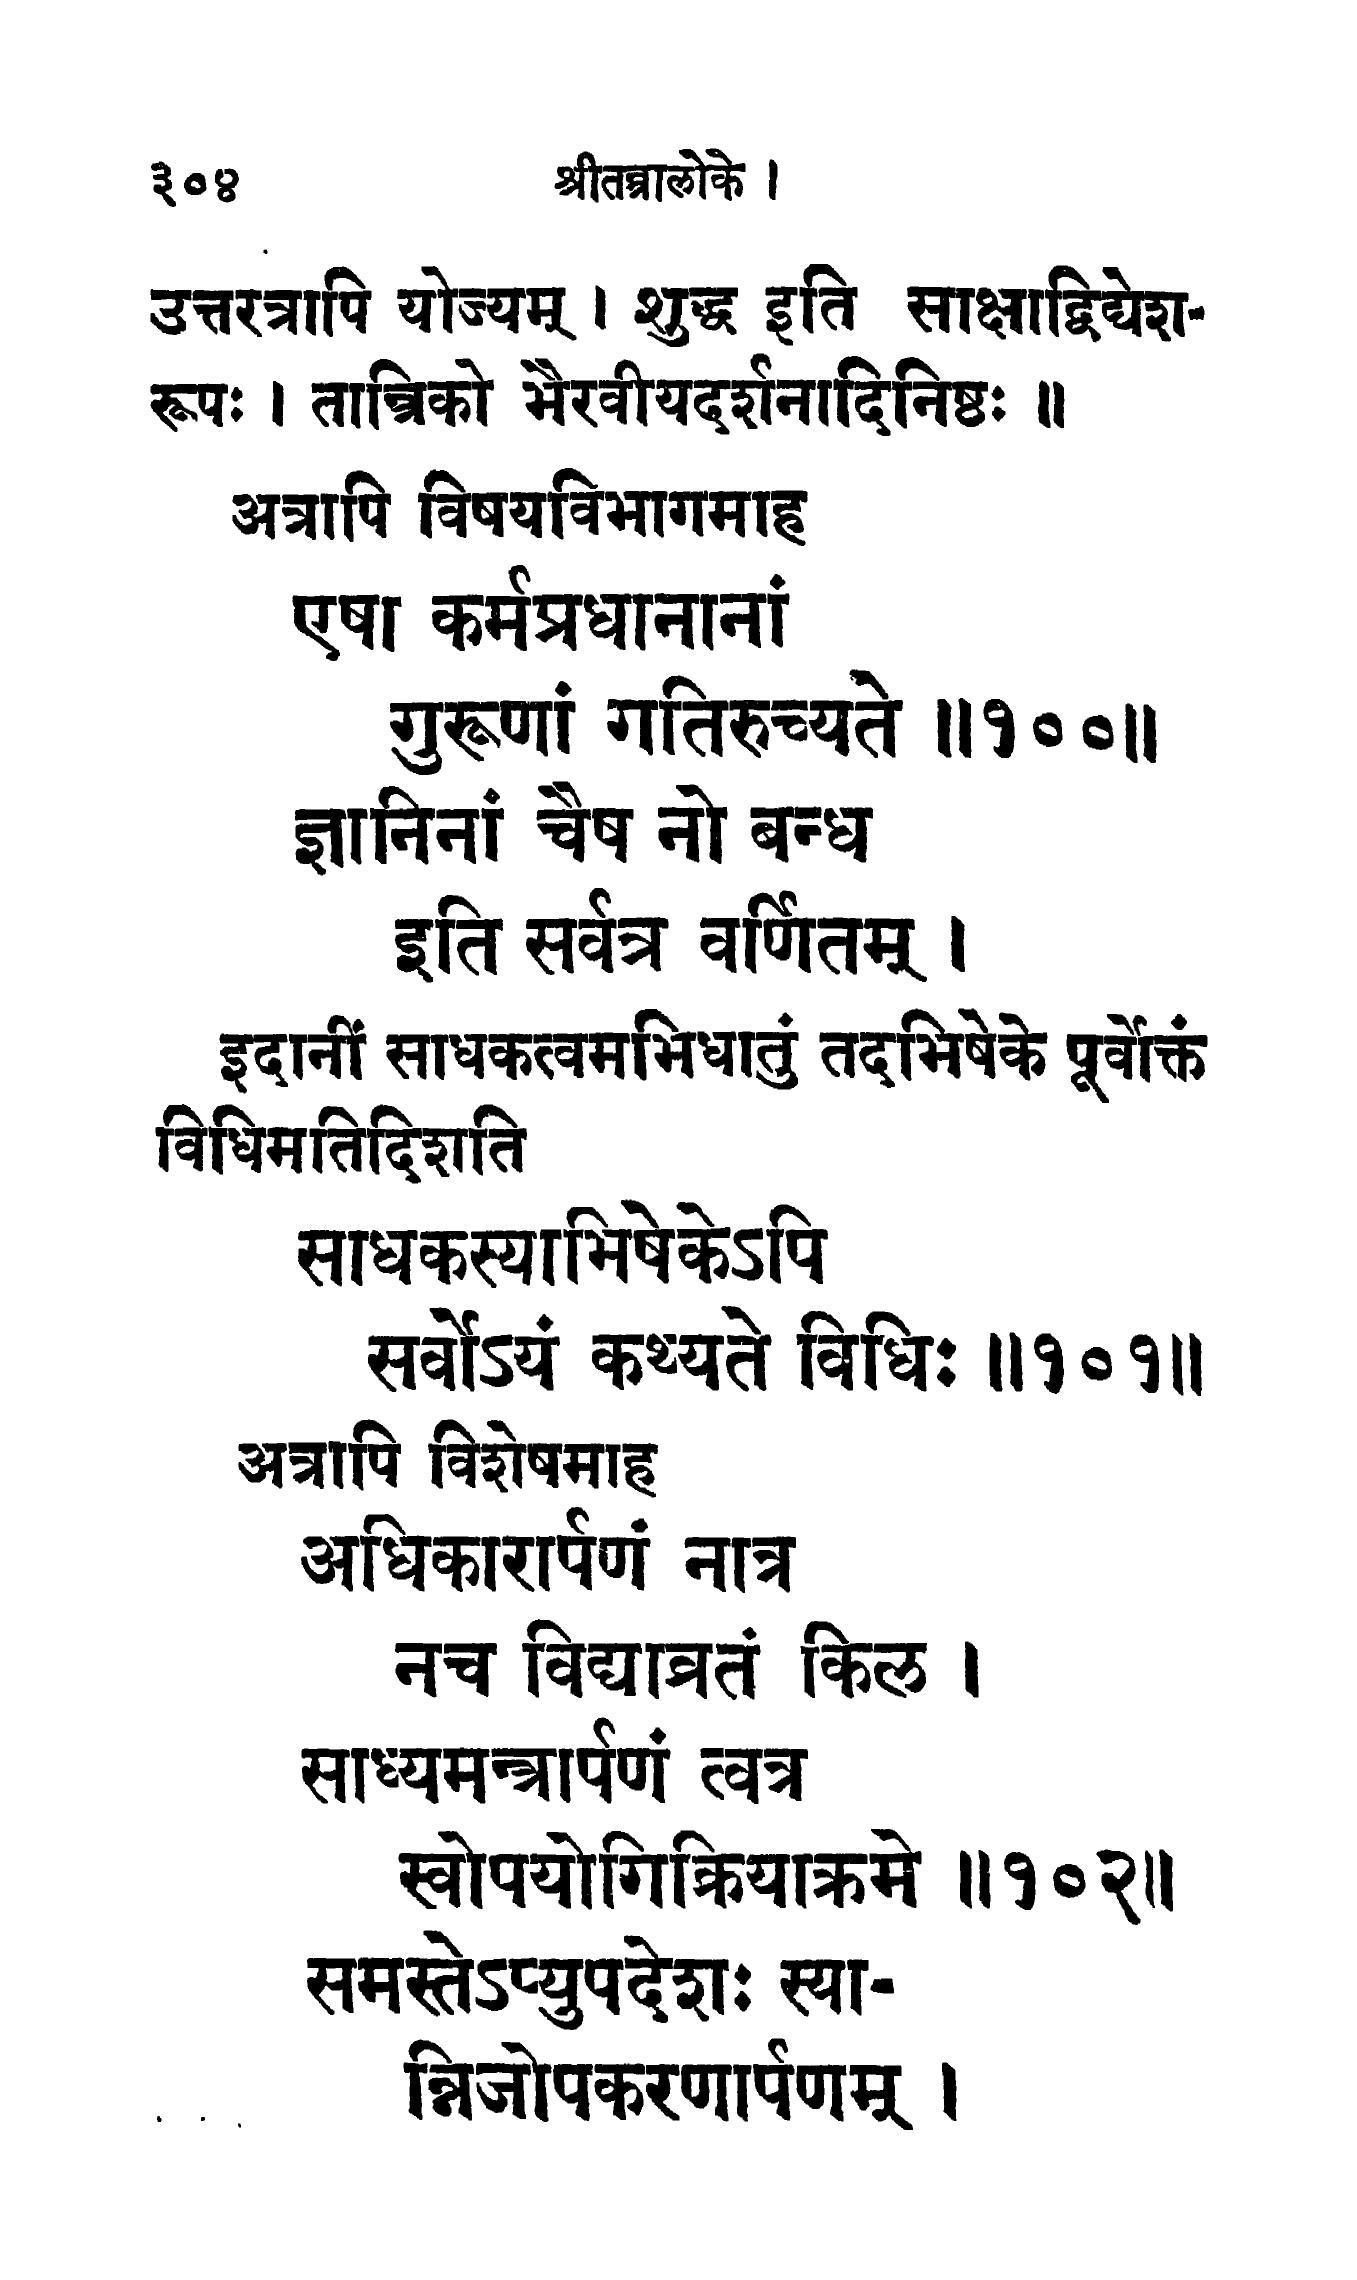 ३०४ श्रीतन्त्रालोके ।
उत्तरत्रापि योज्यम् । शुद्ध इति साक्षाद्विद्येश-
रूपः । तान्त्रिको भैरवीयदर्शनादिनिष्ठः ॥
अत्रापि विषयविभागमाह
एषा कर्मप्रधानानां
गुरूणां गतिरुच्यते ॥१००॥
ज्ञानिनां चैष नो बन्ध
इति सर्वत्र वर्णितम् ।
इदानीं साधकत्वमभिधातुं तदभिषेके पूर्वोक्तं
विधिमतिदिशति
साधकस्याभिषेकेऽपि
सर्वोऽयं कथ्यते विधिः ॥१०१॥
अत्रापि विशेषमाह
अधिकारार्पणं नात्र
नच विद्याव्रतं किल ।
साध्यमन्त्रार्पणं त्वत्र
स्वोपयोगिक्रियाक्रमे ॥१०२॥
समस्तेऽप्युपदेशः स्या-
न्निजोपकरणार्पणम् ।